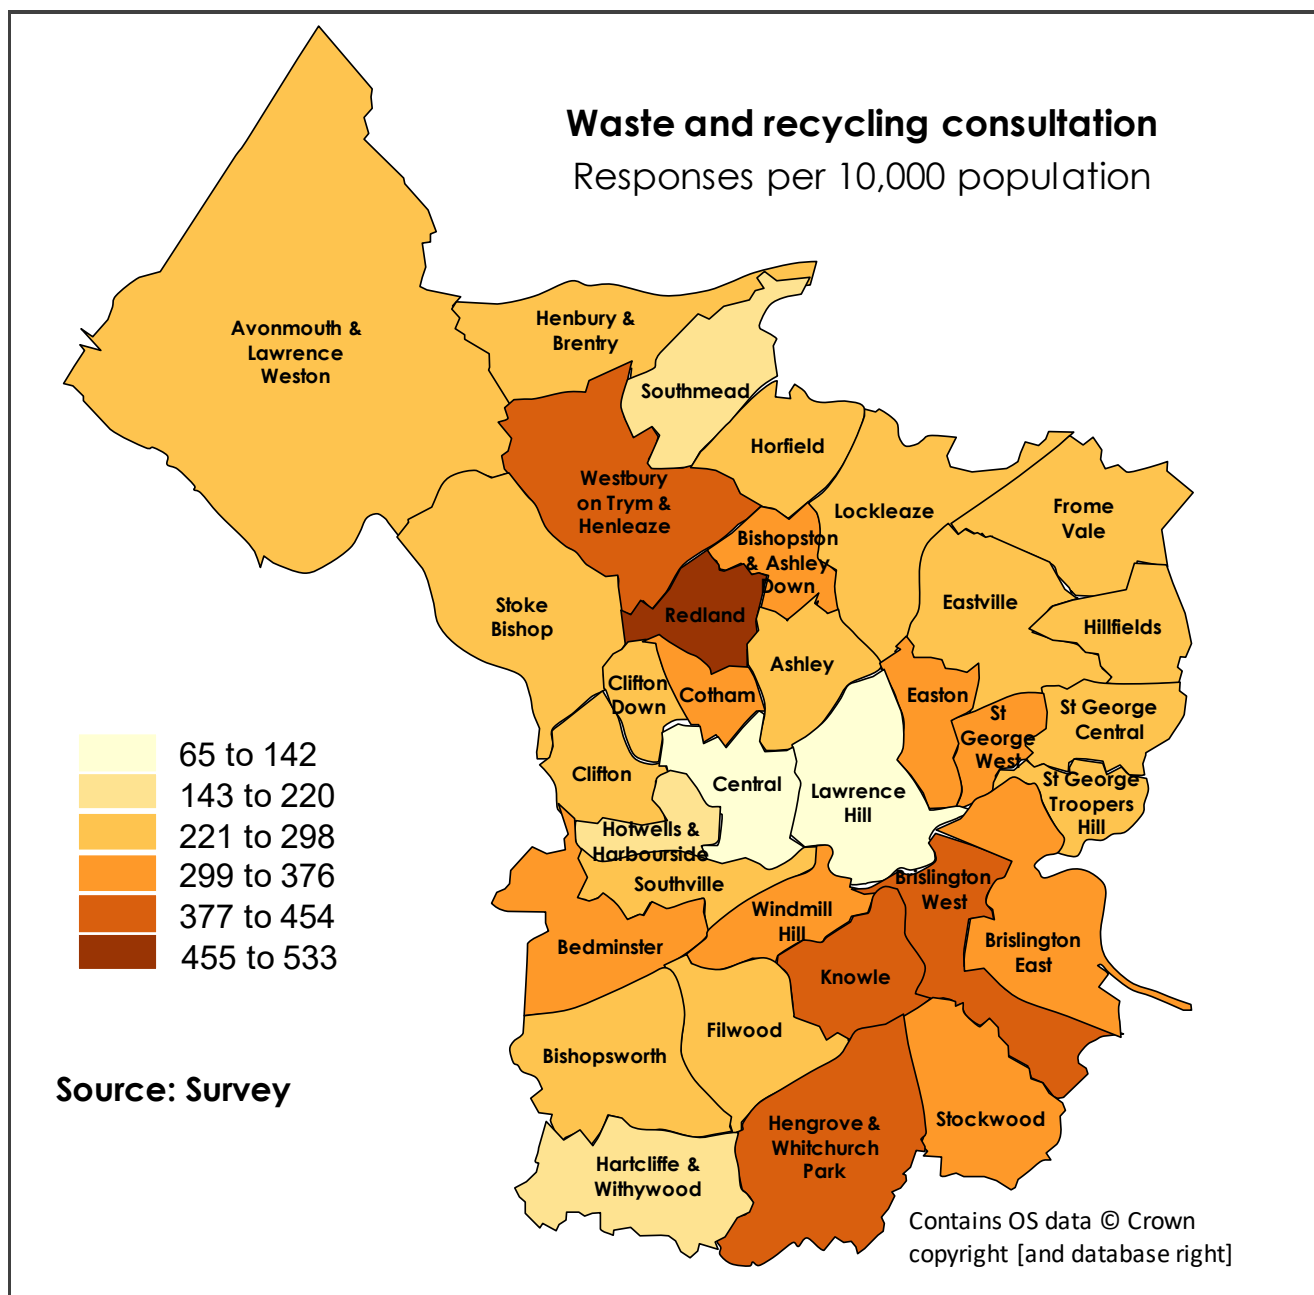 Waste and recycling consultation
Responses per 10,000 population
Avonmouth &
Lawrence
Weston
Henbury &
Brentry
Southmead
Horfield
Westbury
on Trym &
Henleaze
Lockleaze
Frome
Vale
Bishopston
& Ashley
Down
Stoke
Bishop
Redland
Eastville
Hillfields
Ashley
Clifton
Down
Cotham
Easton
St
George
West
St George
Central
Clifton
Central
Lawrence
Hill
St George
Troopers
Hill
Hotwells &
Harbourside
Southville
Brislington
West
Windmill
Hill
Bedminster
Brislington
East
Knowle
Filwood
Bishopsworth
Stockwood
Hengrove &
Whitchurch
Park
Hartcliffe &
Withywood
65 to 142
143 to 220
221 to 298
299 to 376
377 to 454
455 to 533
Source: Survey
Contains OS data © Crown
copyright [and database right]